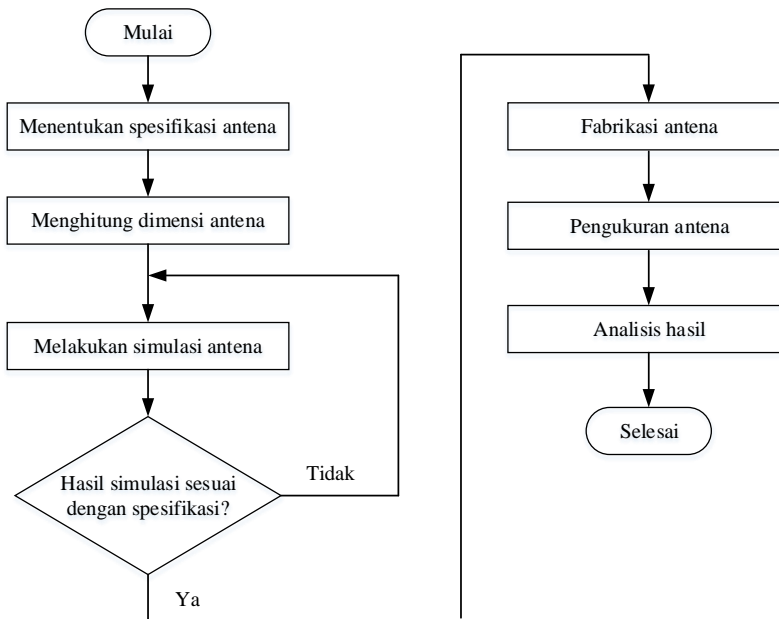 Mulai
Menentukan spesifikasi antena
Menghitung dimensi antena
Melakukan simulasi antena
Hasil simulasi sesuai
dengan spesifikasi?
Tidak
Ya
Fabrikasi antena
Pengukuran antena
Analisis hasil
Selesai